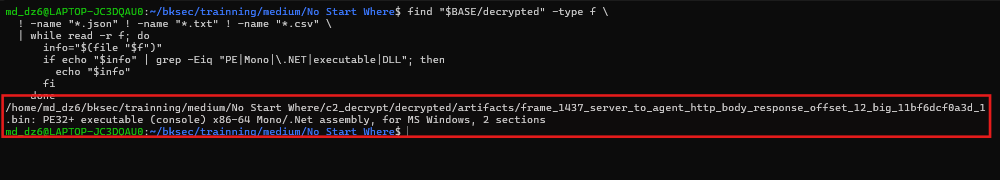 md_dz6@LAPTOP-JC3DQAU0:~/bksec/trainning/medium/No Start Where$ find "$BASE/decrypted" -type f \
  ! -name "*.json" ! -name "*.txt" ! -name "*.csv" \
  | while read -r f; do
      info="$(file "$f")"
      if echo "$info" | grep -Eiq "PE|Mono|\.NET|executable|DLL"; then
        echo "$info"
      fi
    done
/home/md_dz6/bksec/trainning/medium/No Start Where/c2_decrypt/decrypted/artifacts/frame_1437_server_to_agent_http_body_response_offset_12_big_11bf6dcf0a3d_1
.bin: PE32+ executable (console) x86-64 Mono/.Net assembly, for MS Windows, 2 sections
md_dz6@LAPTOP-JC3DQAU0:~/bksec/trainning/medium/No Start Where$